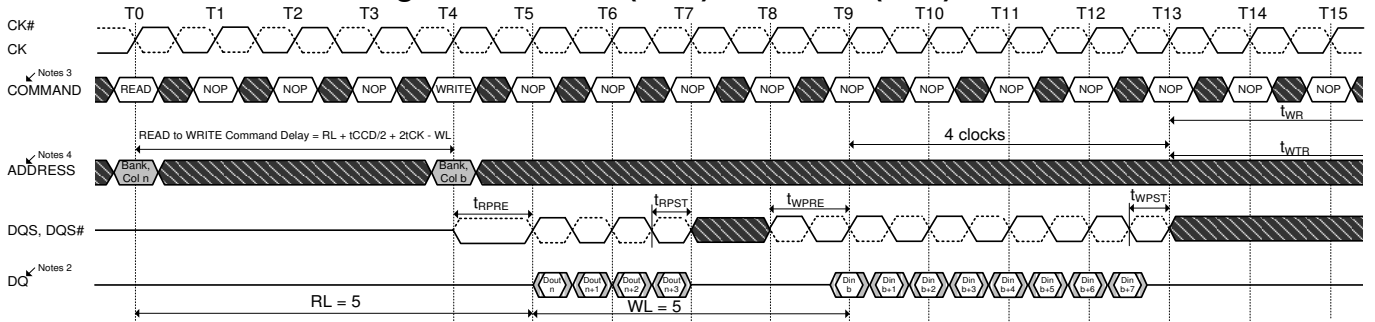 T0 T1 T2 T3 T4 T5 T6 T7 T8 T9 T10 T11 T12 T13 T14 T15
CK#
CK
Notes 3
COMMAND READ NOP NOP NOP WRITE NOP NOP NOP NOP NOP NOP NOP NOP NOP NOP NOP
tWR
READ to WRITE Command Delay = RL + tCCD/2 + 2tCK - WL
4 clocks
Notes 4
ADDRESS
Bank, Col n
Bank, Col b
tWTR
tRPRE tRPST tWPRE tWPST
DQS, DQS#
Notes 2
DQ
Dout n
Dout n+1
Dout n+2
Dout n+3
Din b
Din b+1
Din b+2
Din b+3
Din b+4
Din b+5
Din b+6
Din b+7
RL = 5
WL = 5